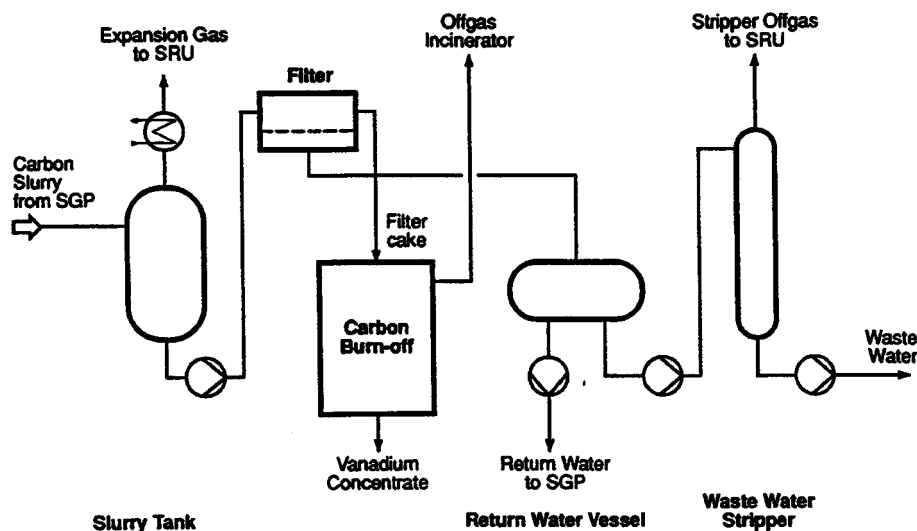 Expansion Gas
to SRU
Offgas
Incinerator
Stripper Offgas
to SRU
Filter
Carbon
Slurry
from SGP
Filter
cake
Carbon
Burn-off
Waste
Water
Vanadium
Concentrate
Return Water
to SGP
Slurry Tank
Return Water Vessel
Waste Water
Stripper